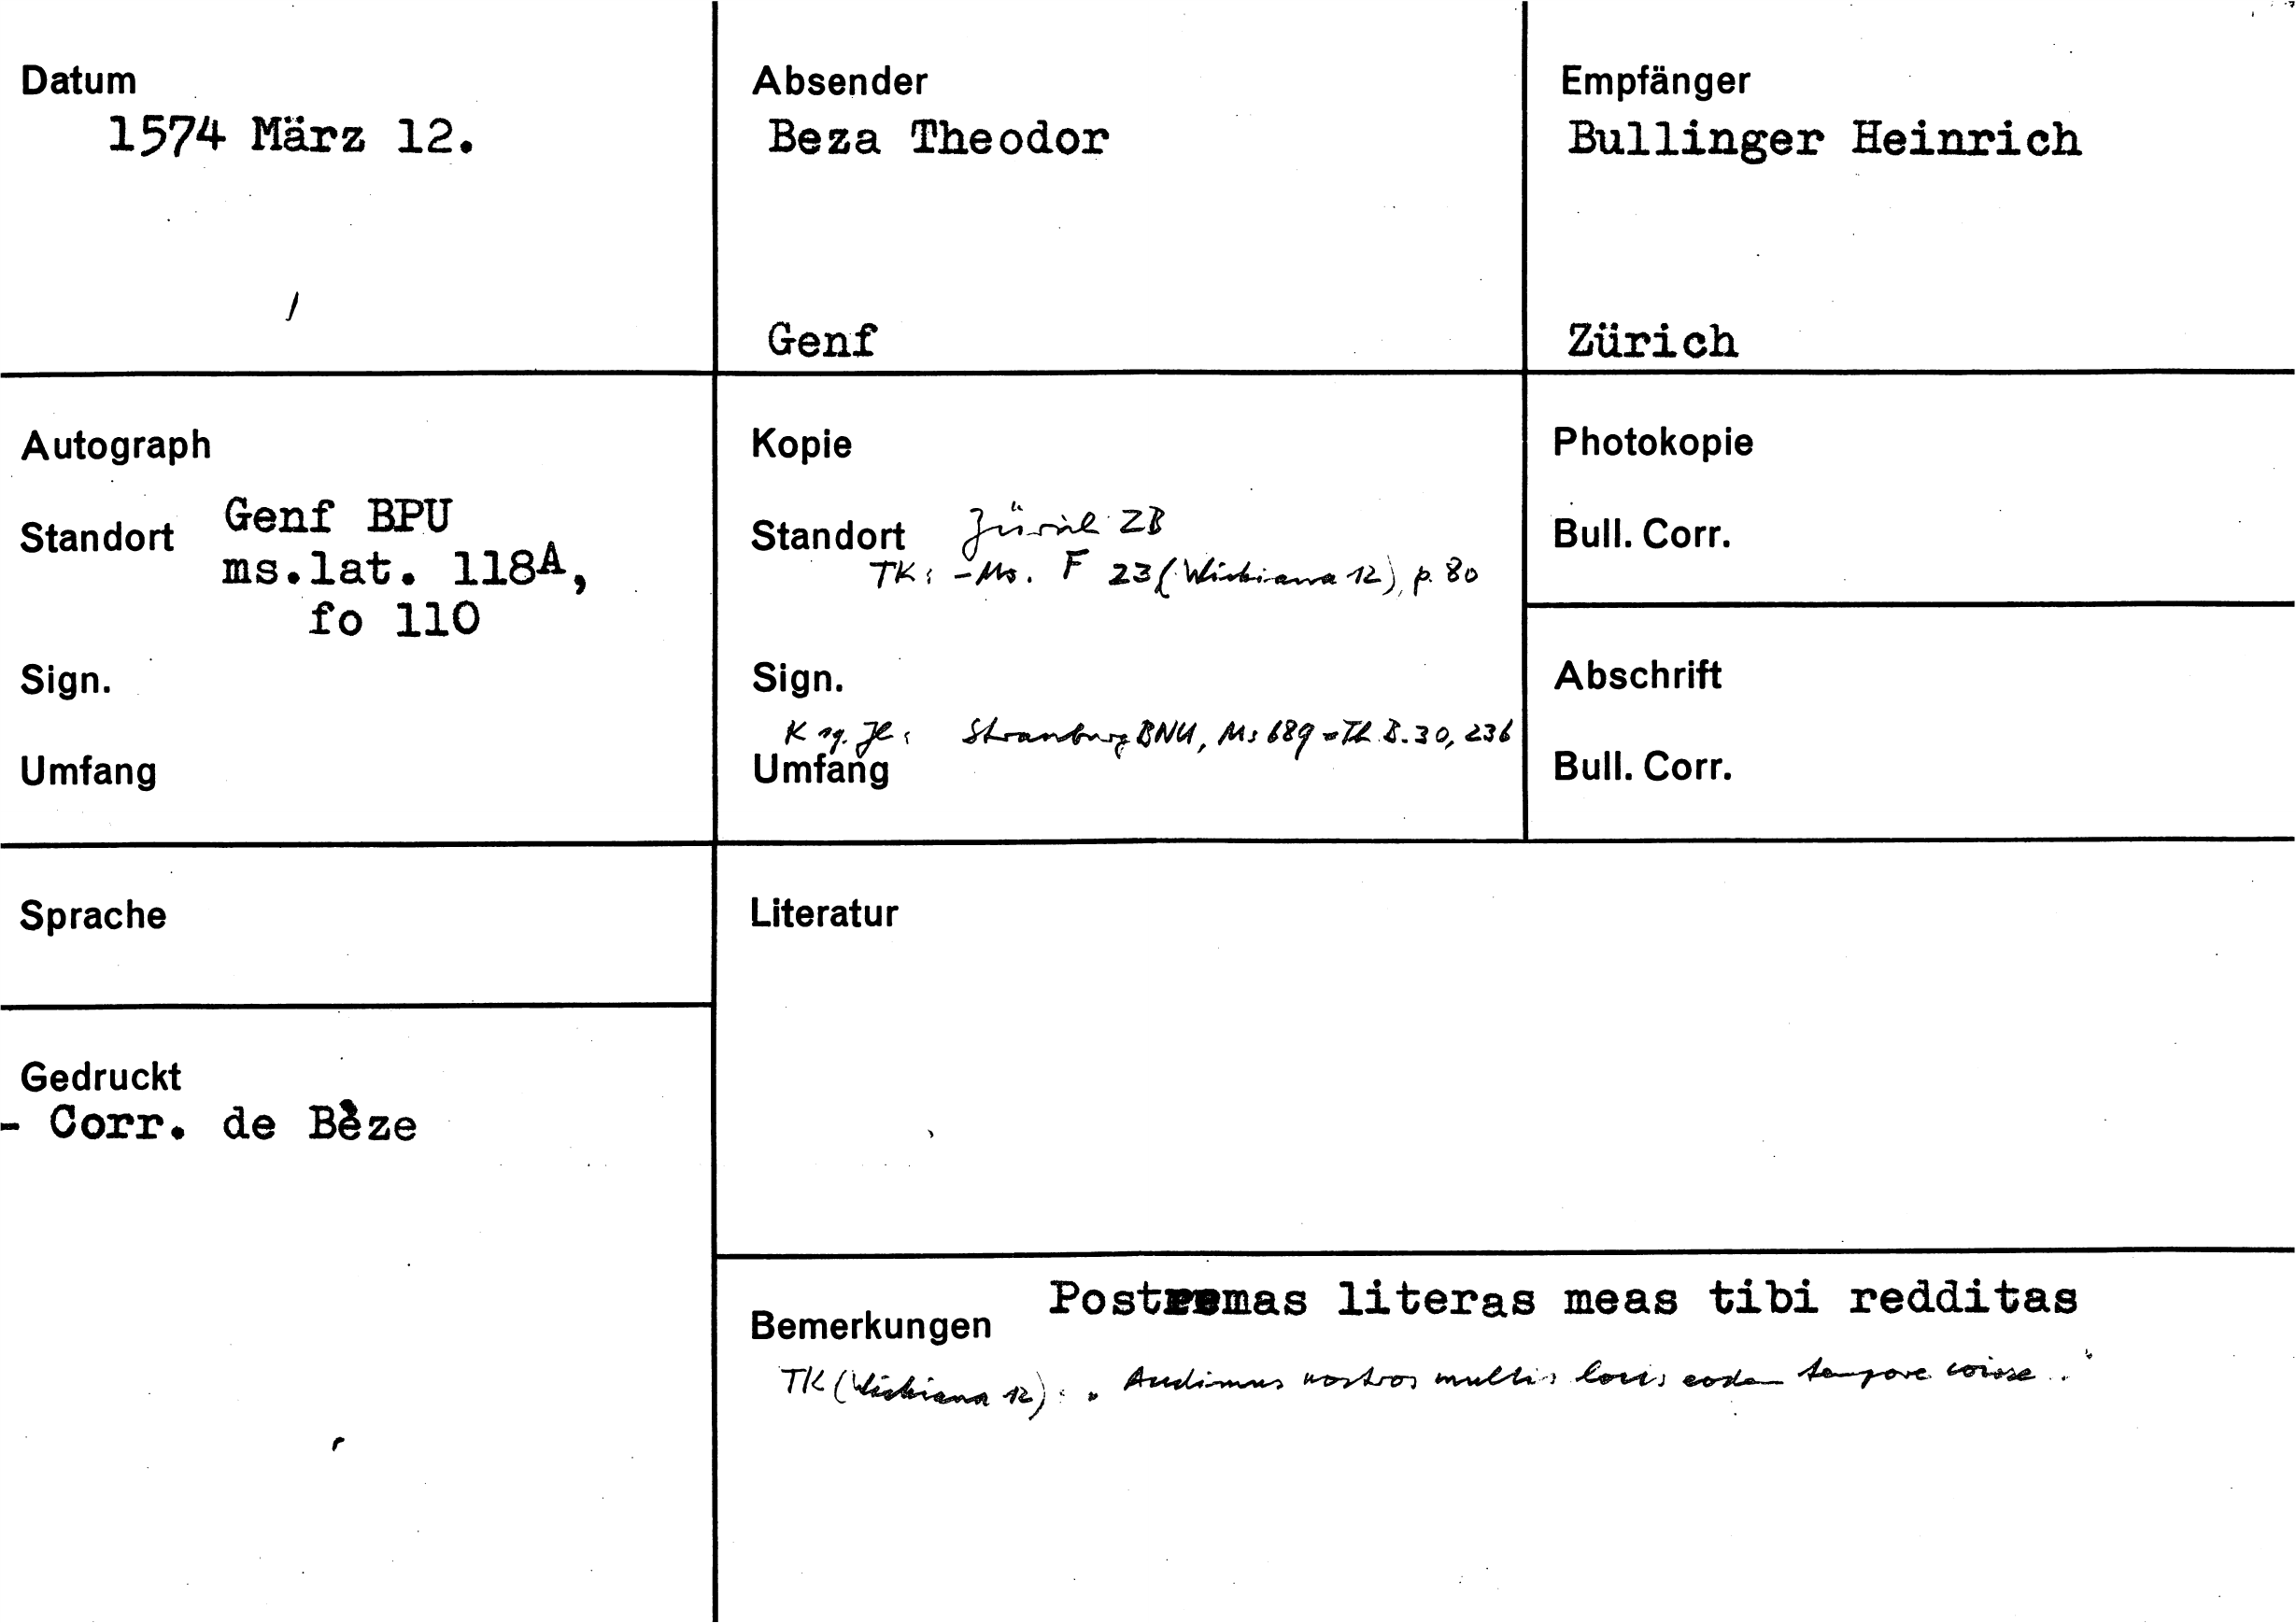 Datum
1574 März 12.
Absender
Beza Theodor
Genf
Empfänger
Bullinger Heinrich
Zürich
Autograph
Standort Genf BPU
ms.lat. 118A,
fo 110
Sign.
Umfang
Kopie
Standort Zürich ZB
TK: - Ms. F 23 (Wickiana 12), p. 80
Sign.
K 19. Jh: Strassburg BNU, Ms 689 = Th. B. 30, 236
Umfang
Photokopie
Bull. Corr.
Abschrift
Bull. Corr.
Sprache
Gedruckt
- Corr. de Bèze
Literatur
Bemerkungen Postremas literas meas tibi redditas
TK (Wickiana 12): "Audimus nostros multis locis eodem tempore coisse.."